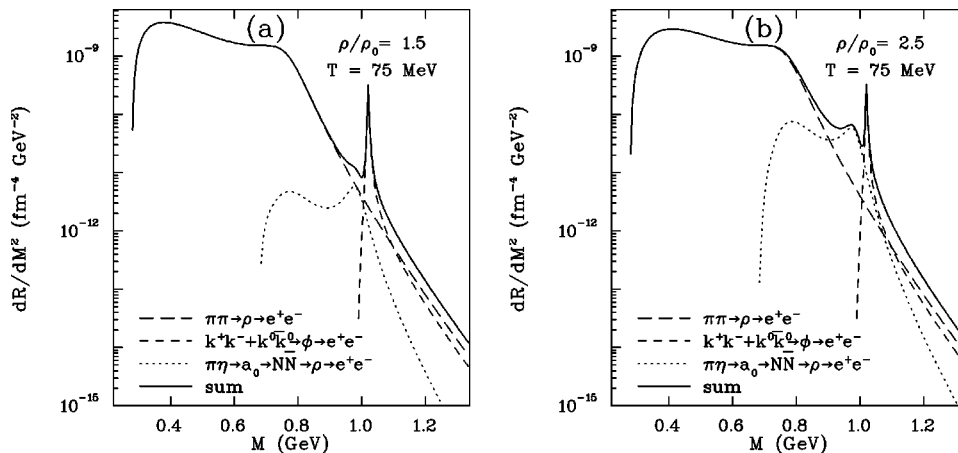 (a)
ρ/ρ₀= 1.5
T = 75 MeV
10⁻⁹
10⁻¹²
10⁻¹⁵
dR/dM² (fm⁻⁴ GeV⁻²)
ππ→ρ→e⁺e⁻
k⁺k⁻+k⁰k̅⁰→ϕ→e⁺e⁻
πη→a₀→NN̅→ρ→e⁺e⁻
sum
0.4 0.6 0.8 1.0 1.2
M (GeV)
(b)
ρ/ρ₀= 2.5
T = 75 MeV
10⁻⁹
10⁻¹²
10⁻¹⁵
dR/dM² (fm⁻⁴ GeV⁻²)
ππ→ρ→e⁺e⁻
k⁺k⁻+k⁰k̅⁰→ϕ→e⁺e⁻
πη→a₀→NN̅→ρ→e⁺e⁻
sum
0.4 0.6 0.8 1.0 1.2
M (GeV)